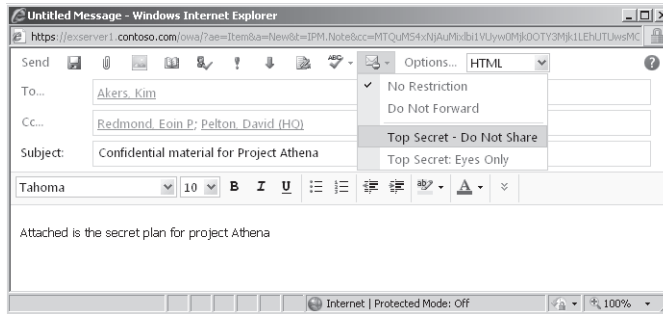 Untitled Message - Windows Internet Explorer
https://exserver1.contoso.com/owa/?ae=Item&a=New&t=IPM.Note&cc=
Send ABC Options... HTML
To... Akers, Kim
Cc... Redmond, Eoin P; Pelton, David (HQ)
Subject: Confidential material for Project Athena
No Restriction
Do Not Forward
Top Secret - Do Not Share
Top Secret: Eyes Only
Tahoma 10 B I U ab A
Attached is the secret plan for project Athena
Internet | Protected Mode: Off 100%